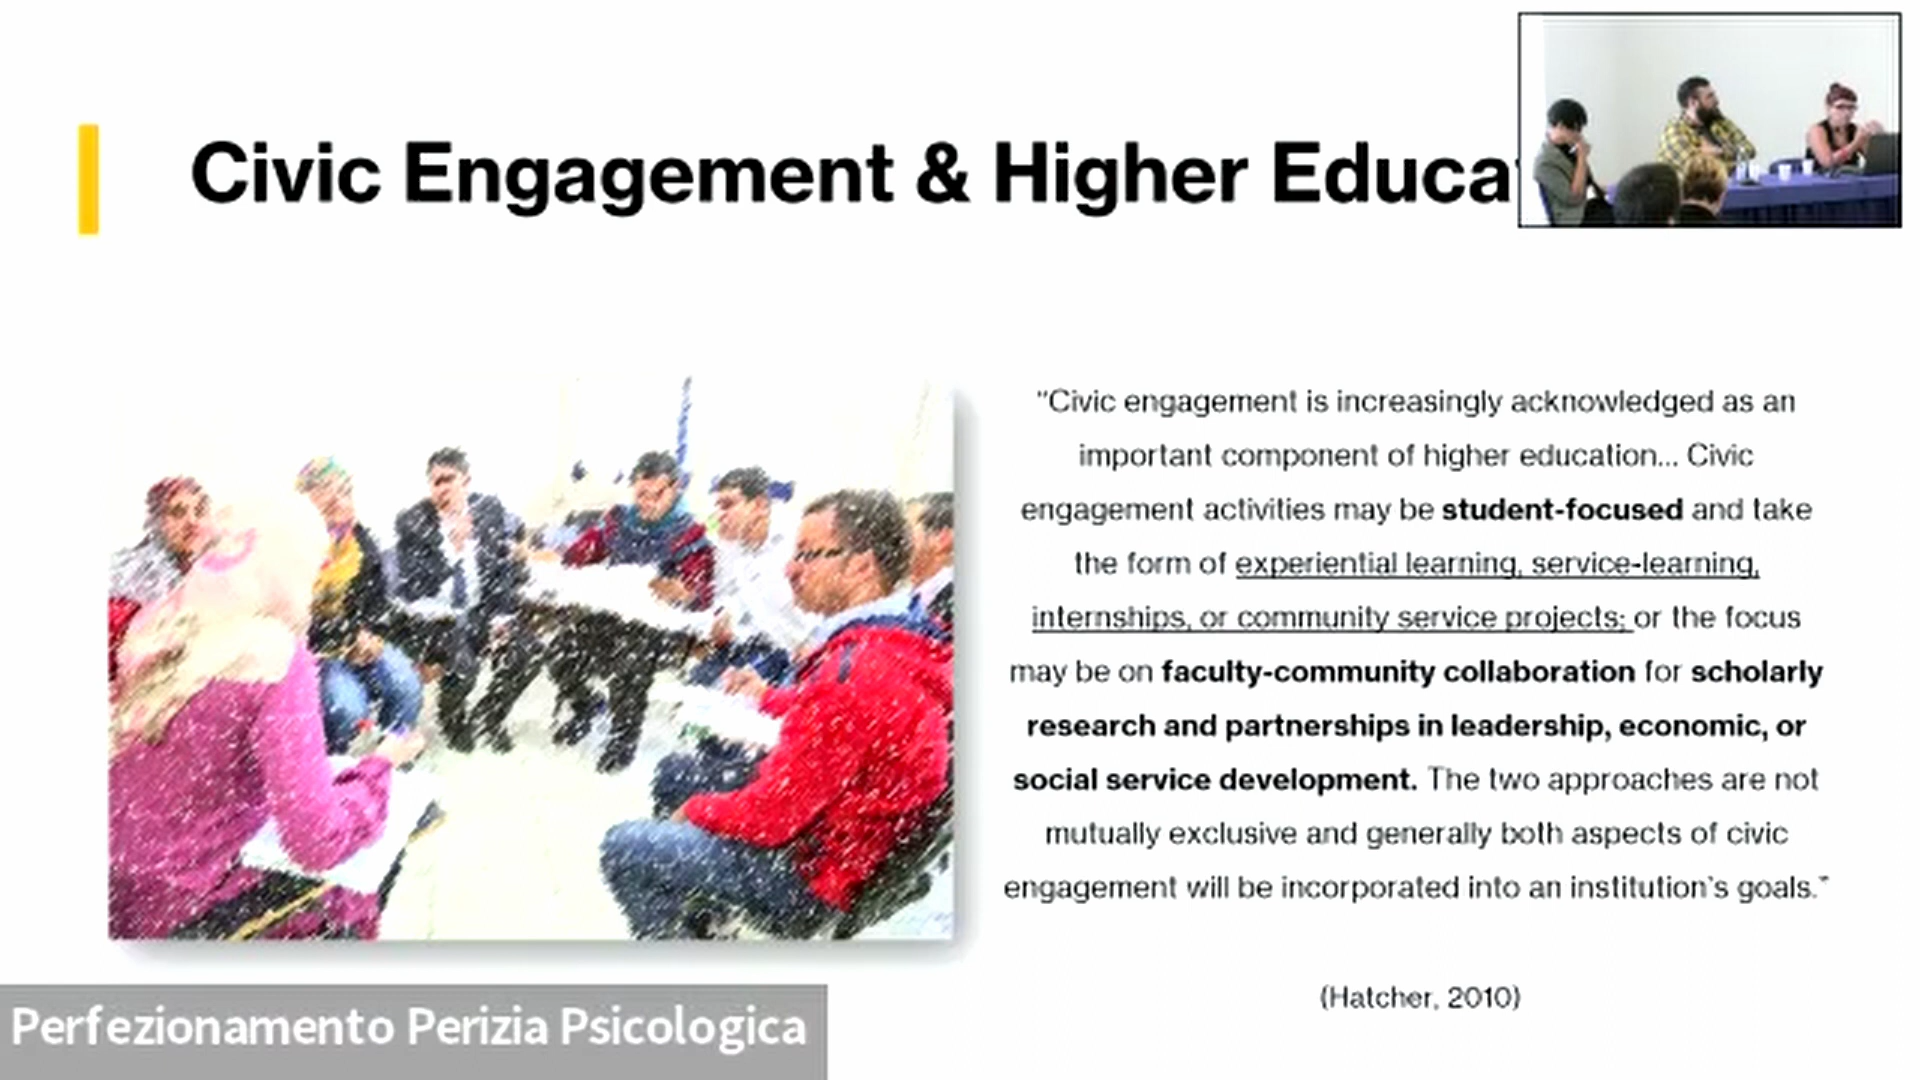 Civic Engagement & Higher Educa
"Civic engagement is increasingly acknowledged as an
important component of higher education... Civic
engagement activities may be student-focused and take
the form of experiential learning, service-learning,
internships, or community service projects; or the focus
may be on faculty-community collaboration for scholarly
research and partnerships in leadership, economic, or
social service development. The two approaches are not
mutually exclusive and generally both aspects of civic
engagement will be incorporated into an institution's goals."
(Hatcher, 2010)
Perfezionamento Perizia Psicologica